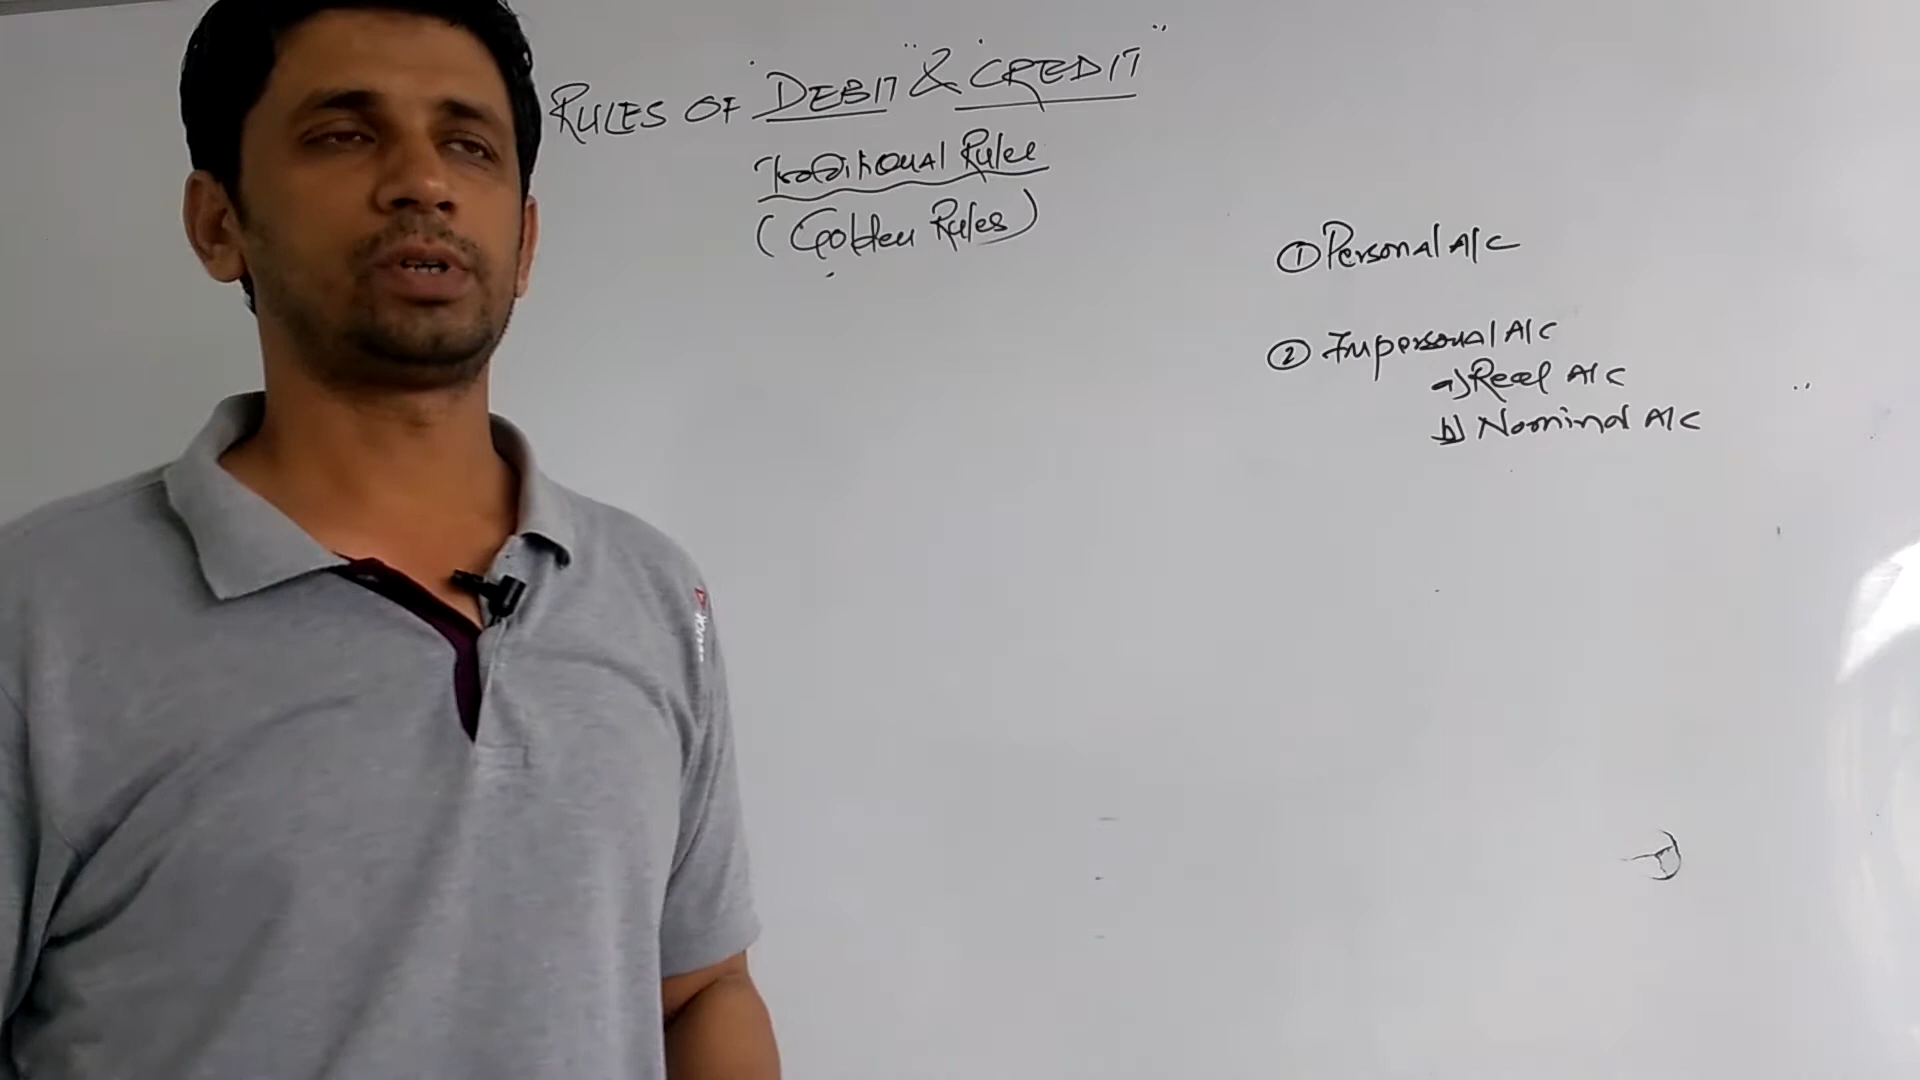 RULES OF "DEBIT" & "CREDIT"
Traditional Rules
(Golden Rules)
① Personal A/C
② Impersonal A/C
a) Real A/C
b) Nominal A/C